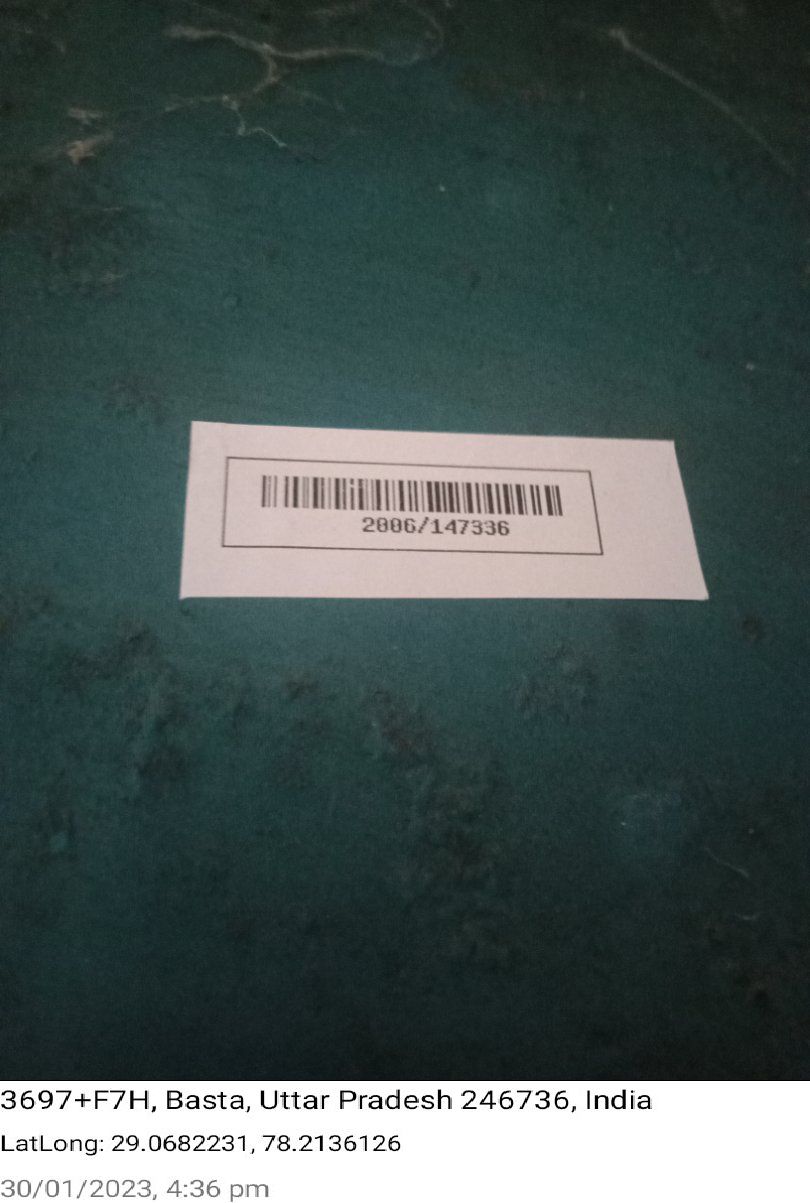 2006/147336
3697+F7H, Basta, Uttar Pradesh 246736, India
LatLong: 29.0682231, 78.2136126
30/01/2023, 4:36 pm